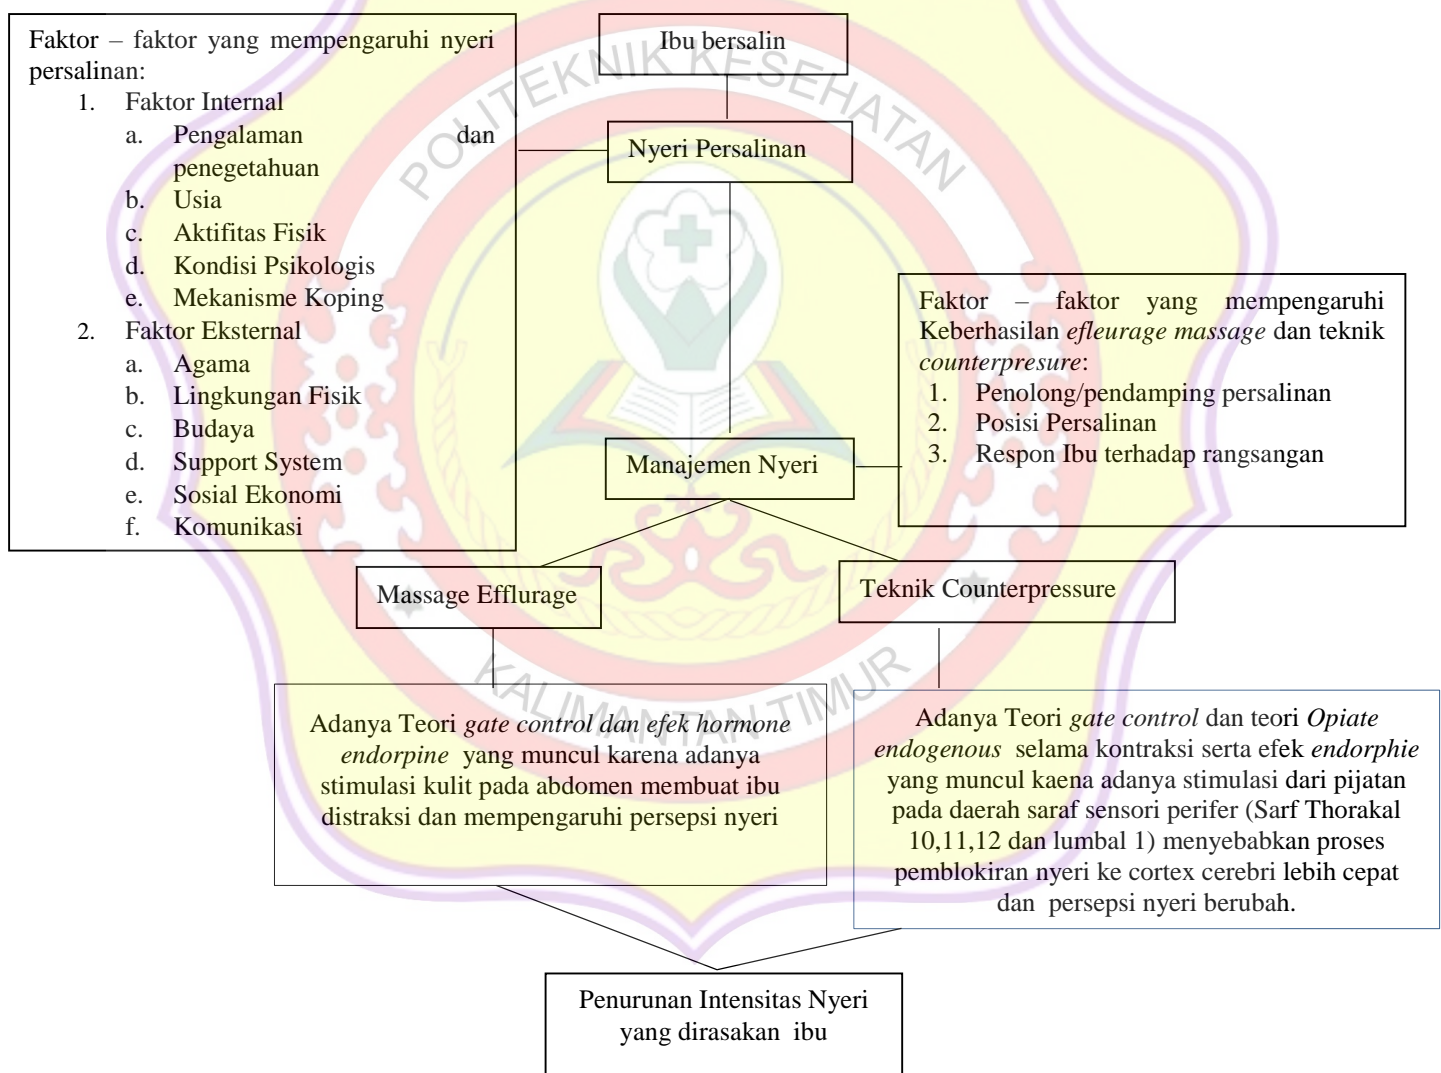 Faktor – faktor yang mempengaruhi nyeri
persalinan:
1. Faktor Internal
a. Pengalaman dan
penegetahuan
b. Usia
c. Aktifitas Fisik
d. Kondisi Psikologis
e. Mekanisme Koping
2. Faktor Eksternal
a. Agama
b. Lingkungan Fisik
c. Budaya
d. Support System
e. Sosial Ekonomi
f. Komunikasi
Ibu bersalin
POLITEKNIK KESEHATAN
Nyeri Persalinan
Faktor – faktor yang mempengaruhi
Keberhasilan efleurage massage dan teknik
counterpresure:
1. Penolong/pendamping persalinan
2. Posisi Persalinan
3. Respon Ibu terhadap rangsangan
Manajemen Nyeri
Massage Efflurage
Teknik Counterpressure
KALIMANTAN TIMUR
Adanya Teori gate control dan efek hormone
endorpine yang muncul karena adanya
stimulasi kulit pada abdomen membuat ibu
distraksi dan mempengaruhi persepsi nyeri
Adanya Teori gate control dan teori Opiate
endogenous selama kontraksi serta efek endorphie
yang muncul kaena adanya stimulasi dari pijatan
pada daerah saraf sensori perifer (Sarf Thorakal
10,11,12 dan lumbal 1) menyebabkan proses
pemblokiran nyeri ke cortex cerebri lebih cepat
dan persepsi nyeri berubah.
Penurunan Intensitas Nyeri
yang dirasakan ibu